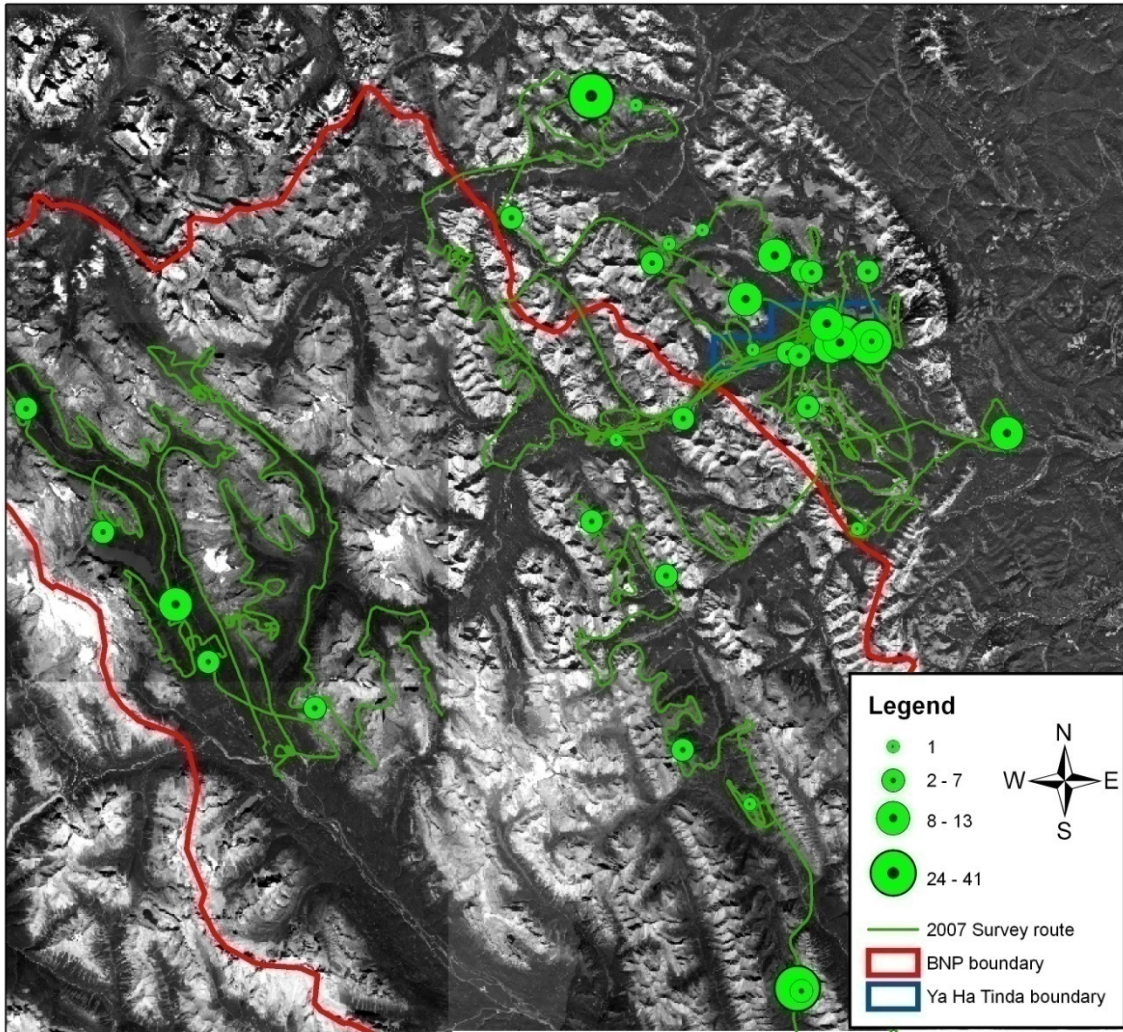 Legend
1
2 - 7
8 - 13
24 - 41
2007 Survey route
BNP boundary
Ya Ha Tinda boundary
N
W E
S